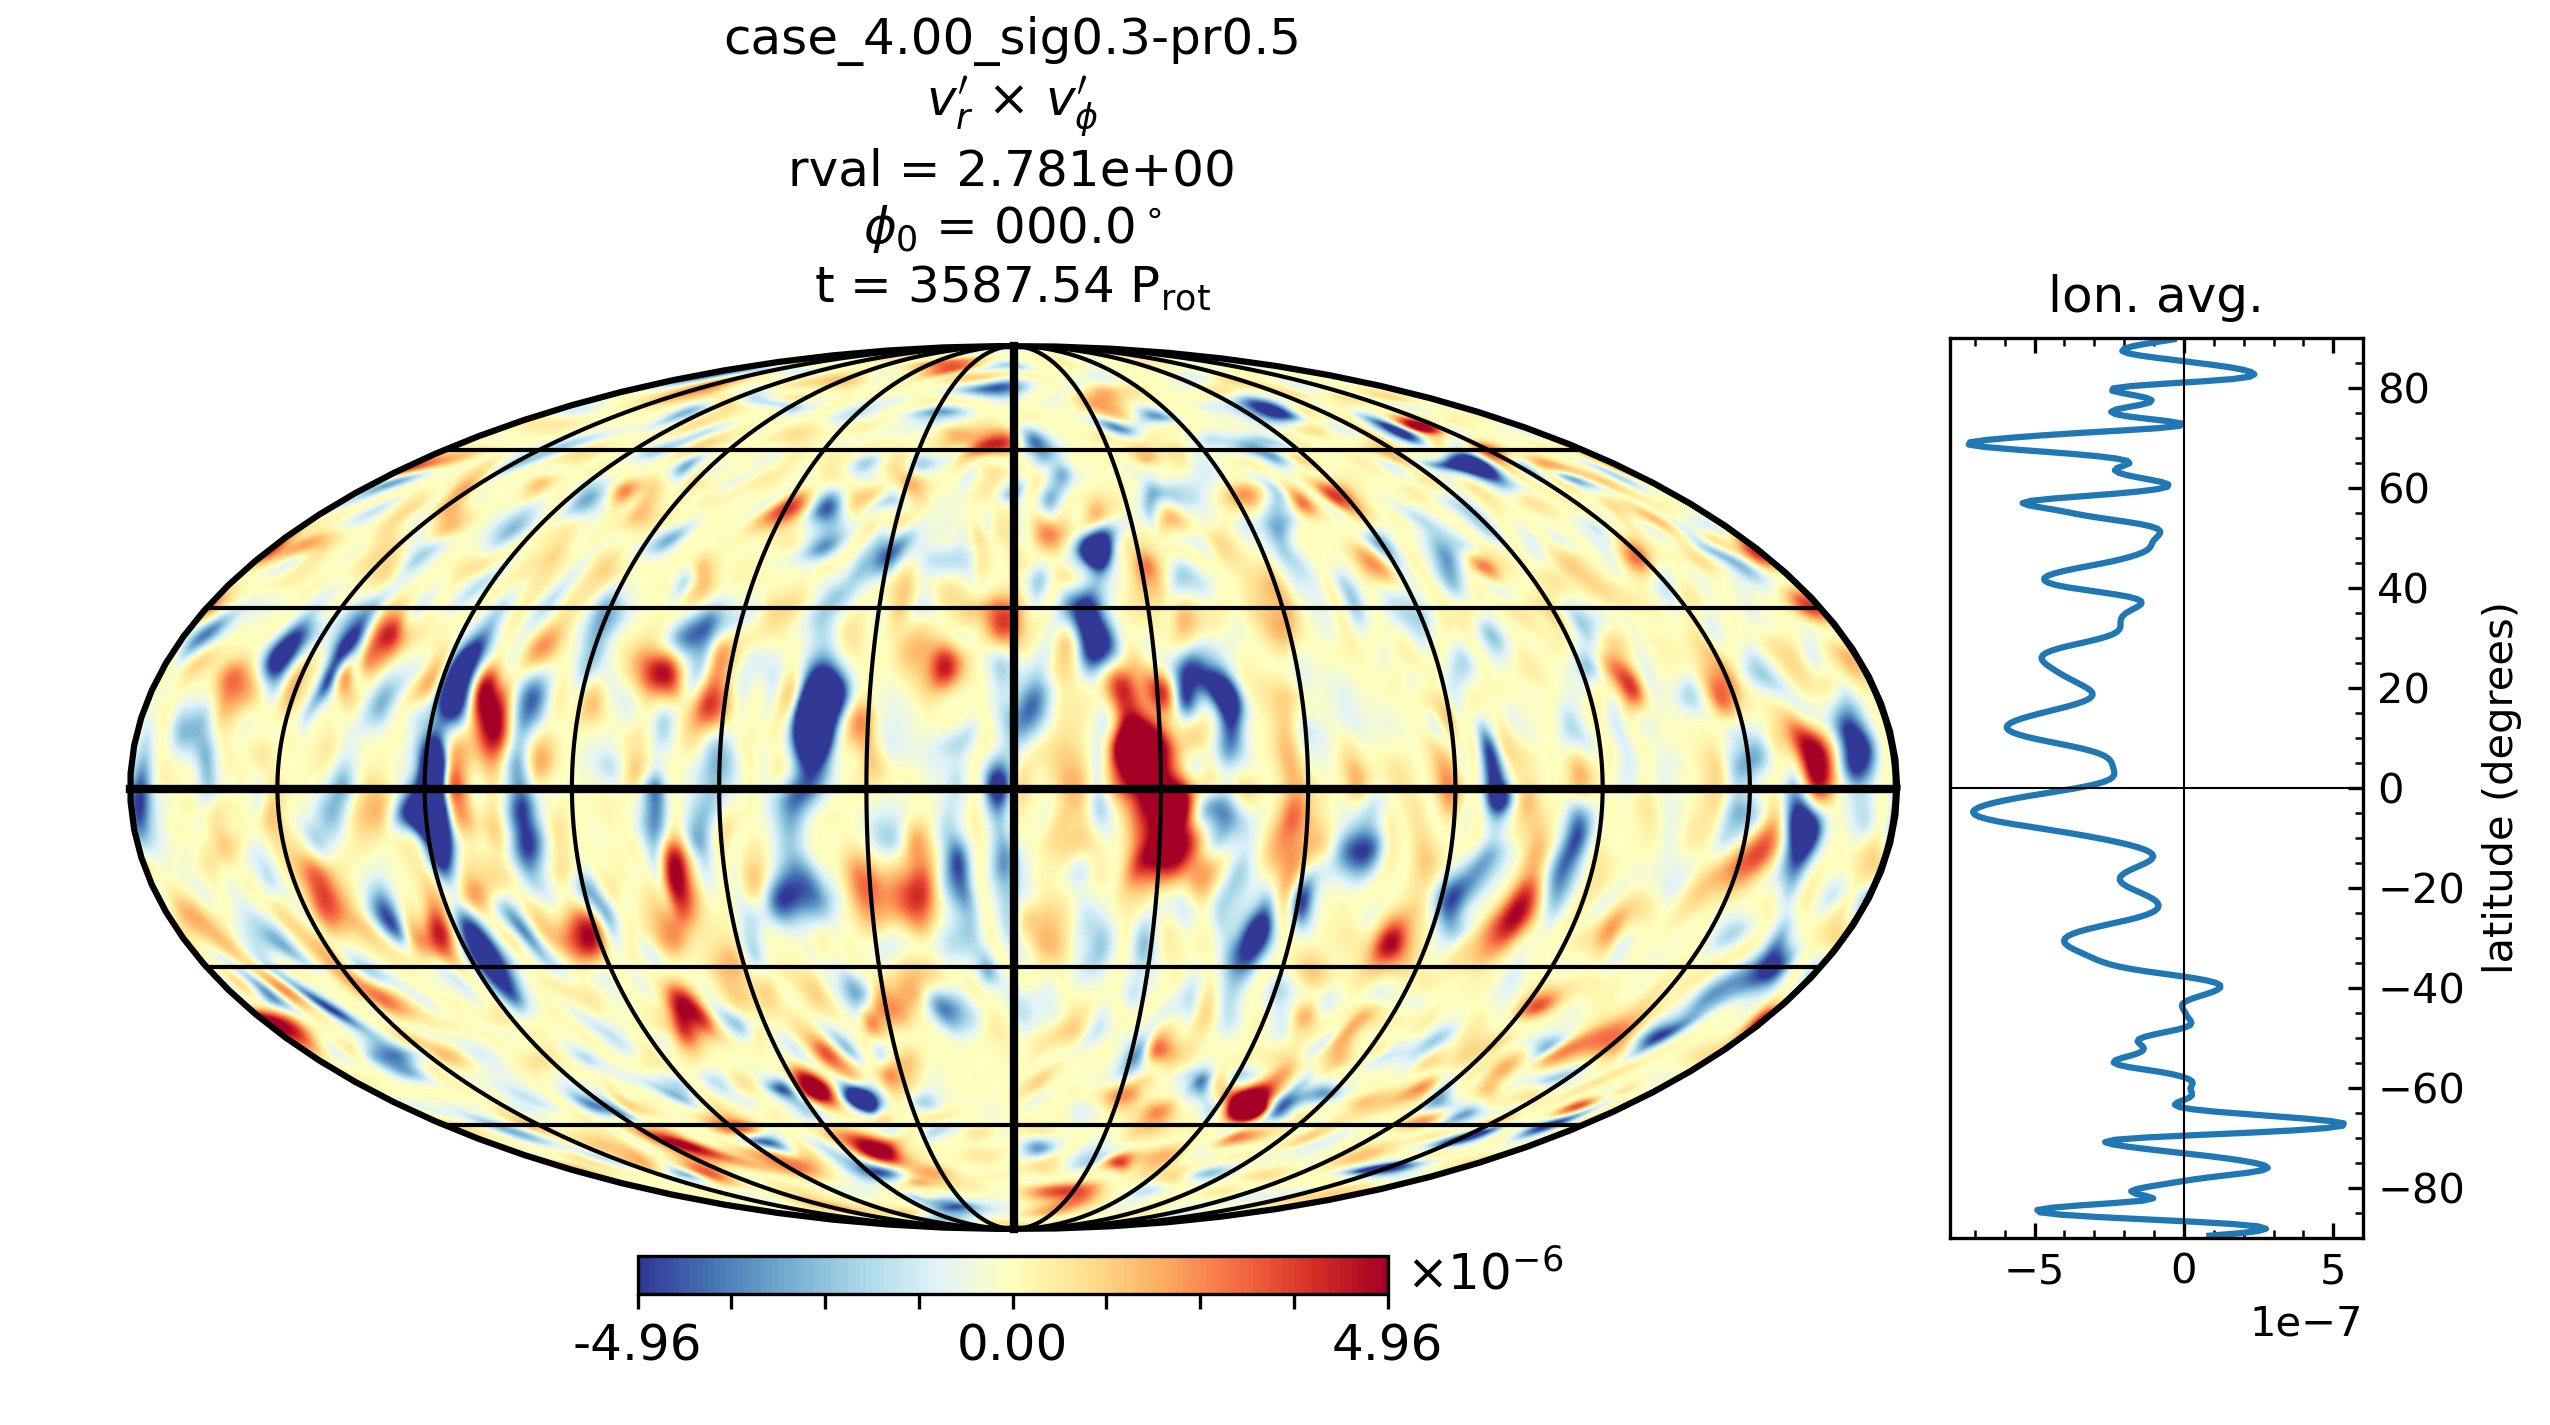 case_4.00_sig0.3-pr0.5
v′r × v′ϕ
rval = 2.781e+00
ϕ0 = 000.0°
t = 3587.54 Prot
lon. avg.
80
60
40
20
0
−20
−40
−60
−80
latitude (degrees)
−5 0 5
1e−7
×10−6
-4.96 0.00 4.96